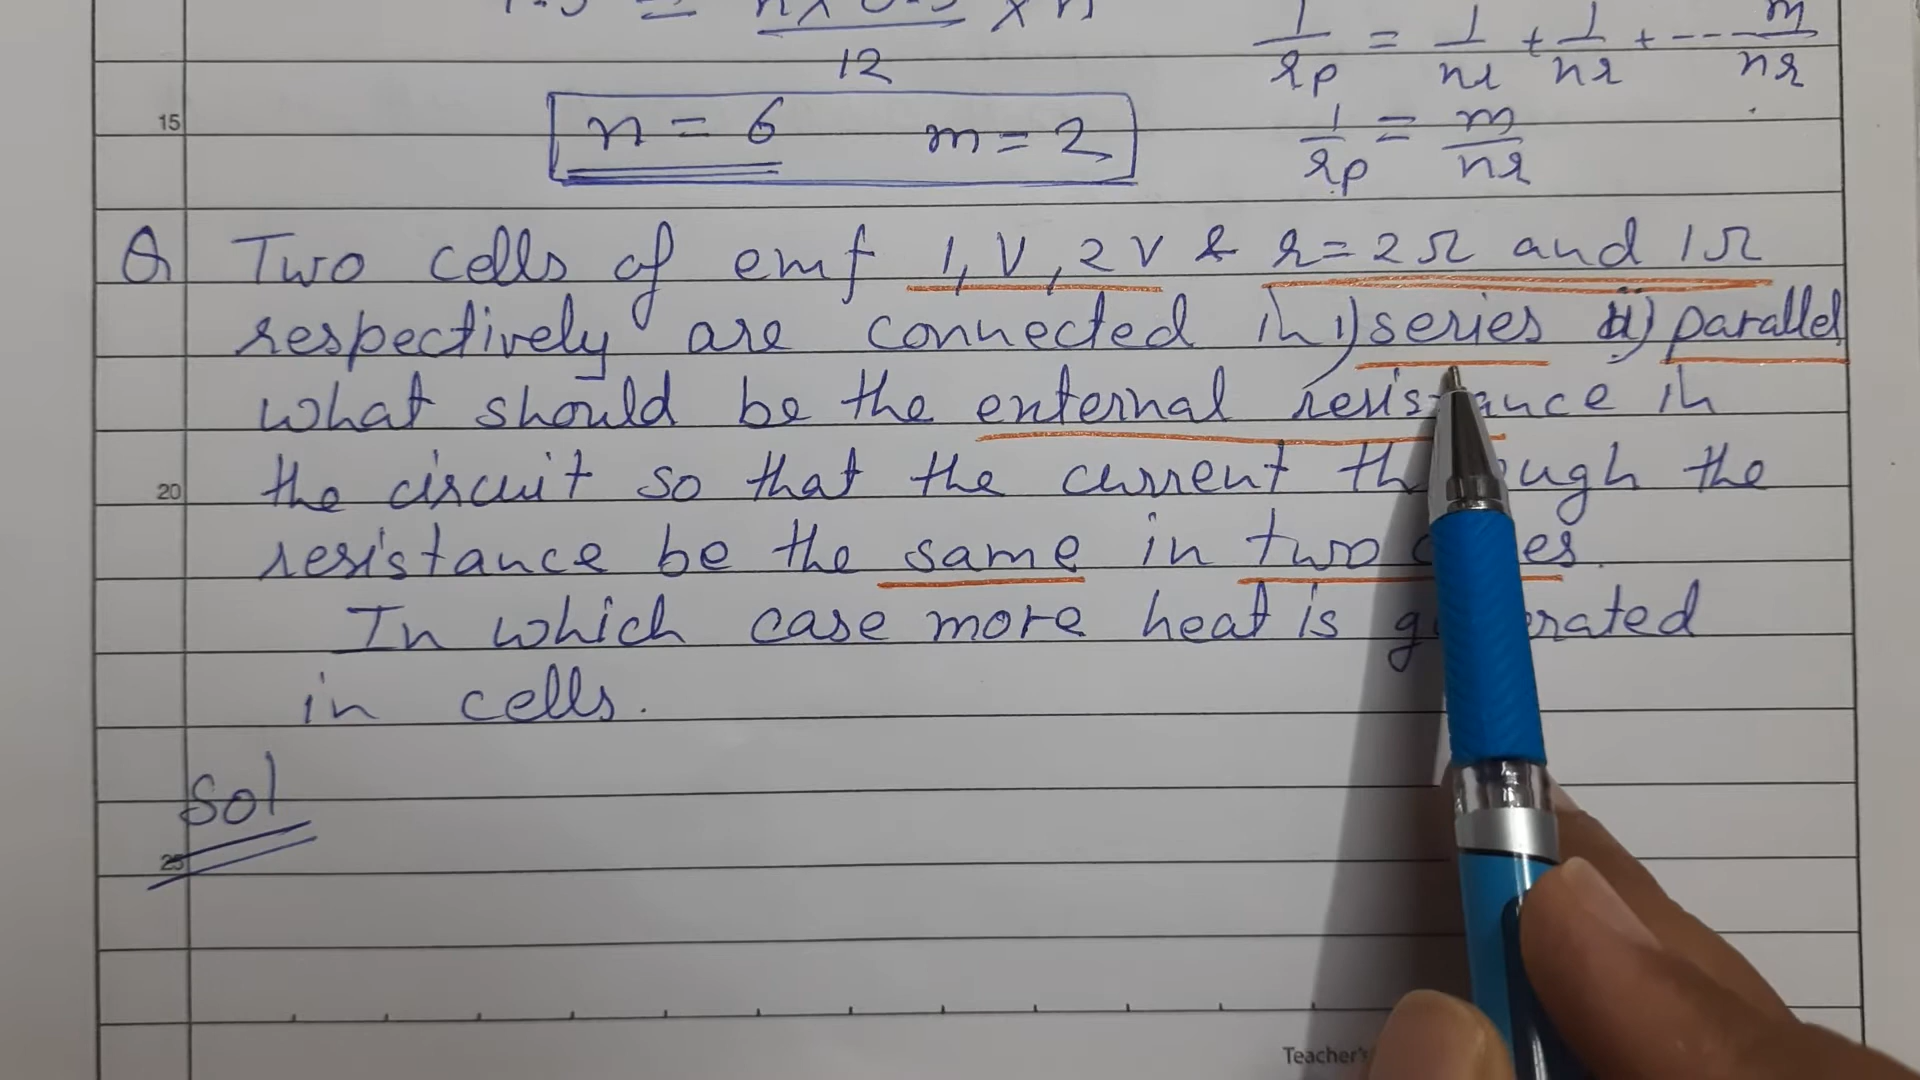 12
1/rp = 1/nr + 1/nr + --- m/nr
15
n = 6 m = 2
1/rp = m/nr
Q Two cells of emf 1, V, 2 V & r = 2 Ω and 1 Ω
respectively are connected in i) series ii) parallel
what should be the external resistance in
20 the circuit so that the current through the
resistance be the same in two cases.
In which case more heat is generated
in cells.
Sol
25
Teacher's